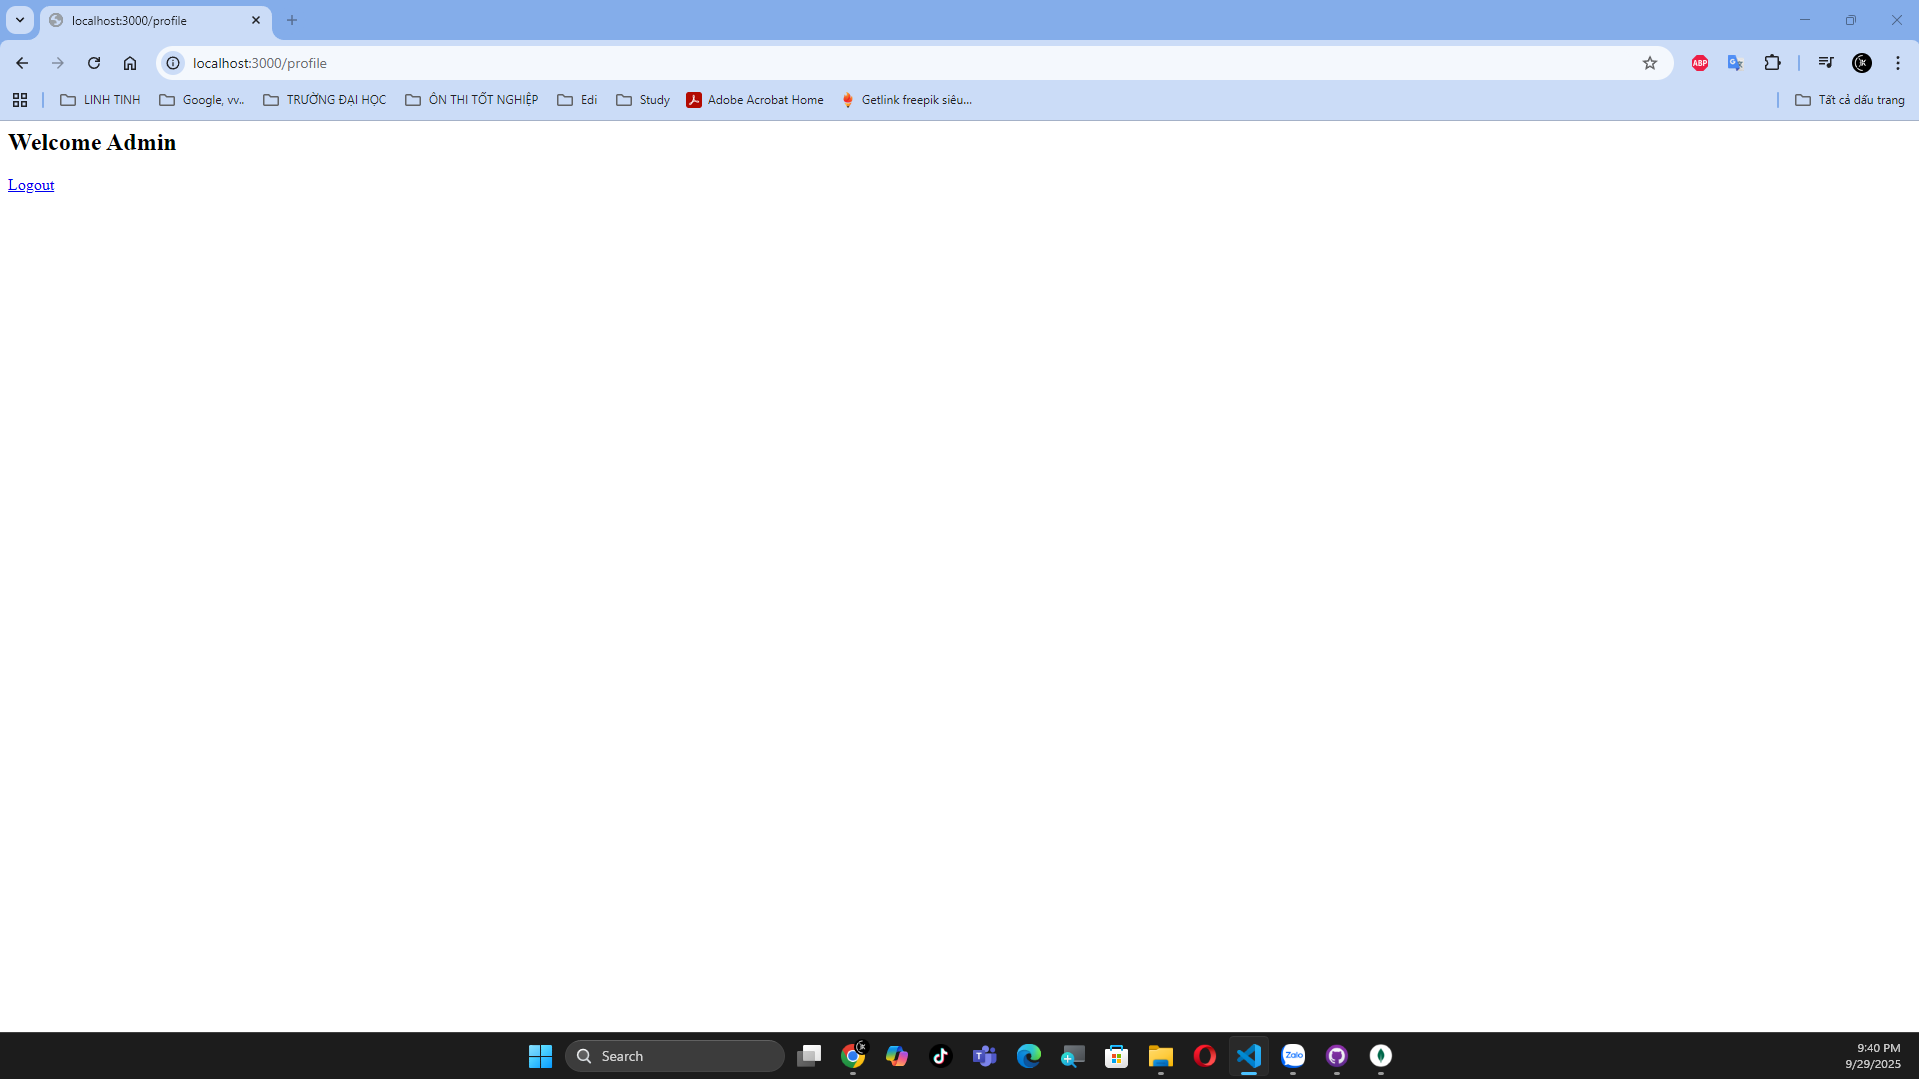 localhost:3000/profile
localhost:3000/profile
LINH TINH Google, vv.. TRƯỜNG ĐẠI HỌC ÔN THI TỐT NGHIỆP Edi Study Adobe Acrobat Home Getlink freepik siêu... Tất cả dấu trang
ABP
Welcome Admin
Logout
Search
Zalo
9:40 PM
9/29/2025